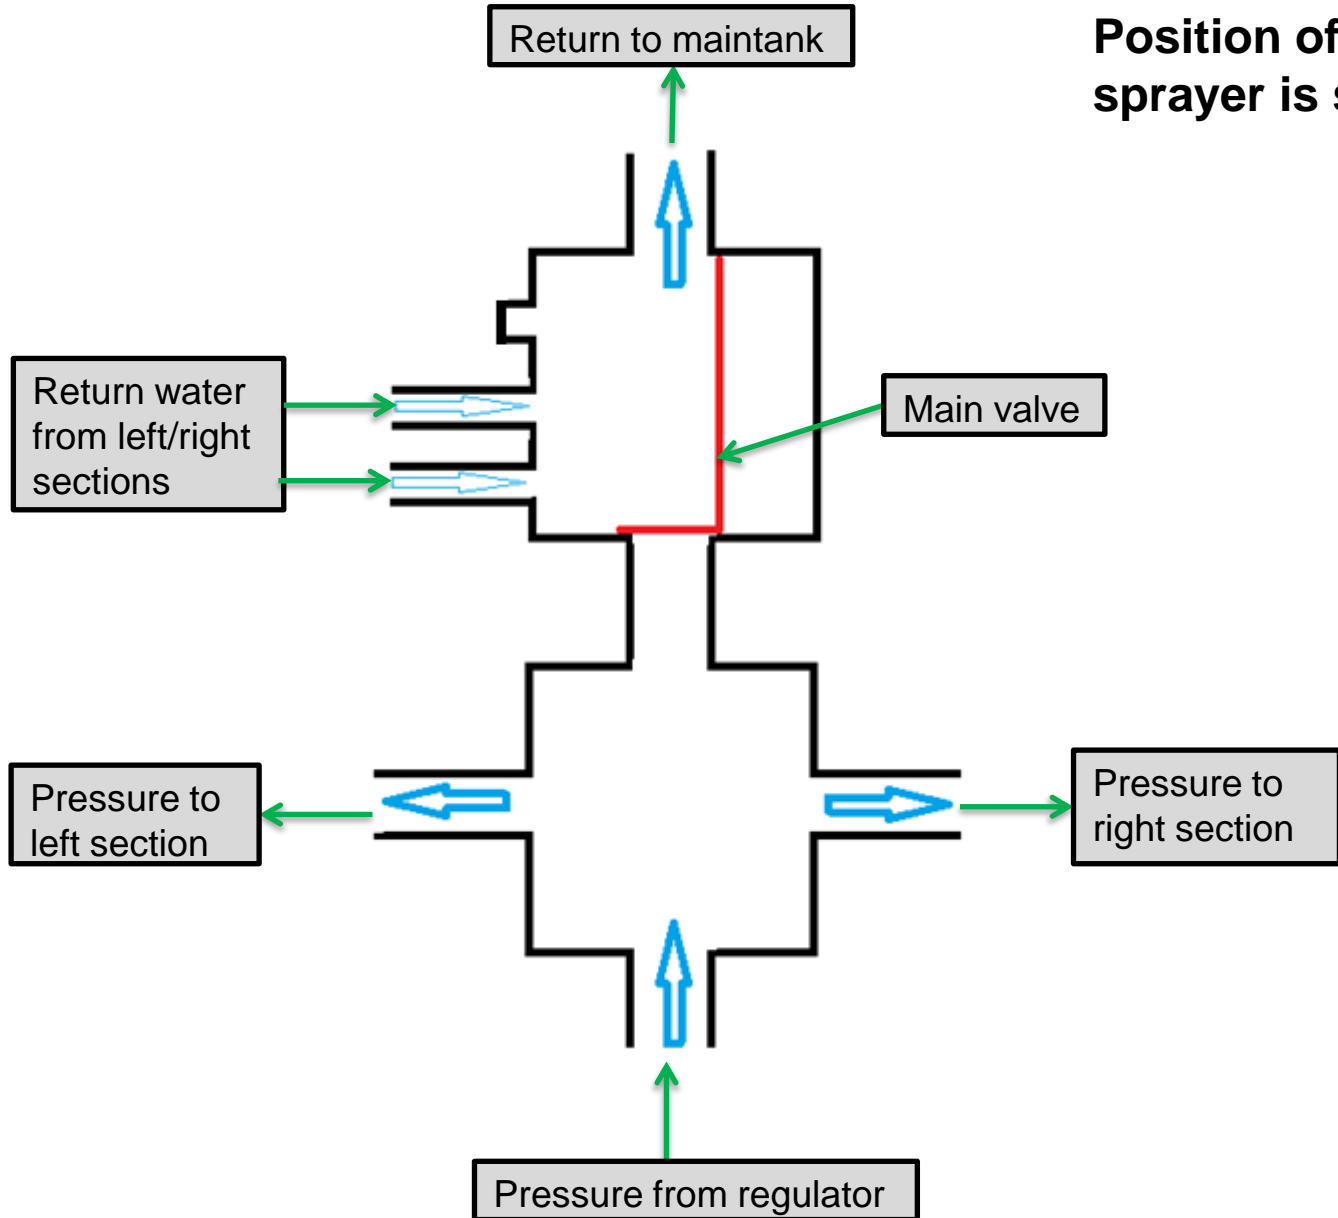 Return to maintank
Position of
sprayer is
Return water
from left/right
sections
Main valve
Pressure to
left section
Pressure to
right section
Pressure from regulator